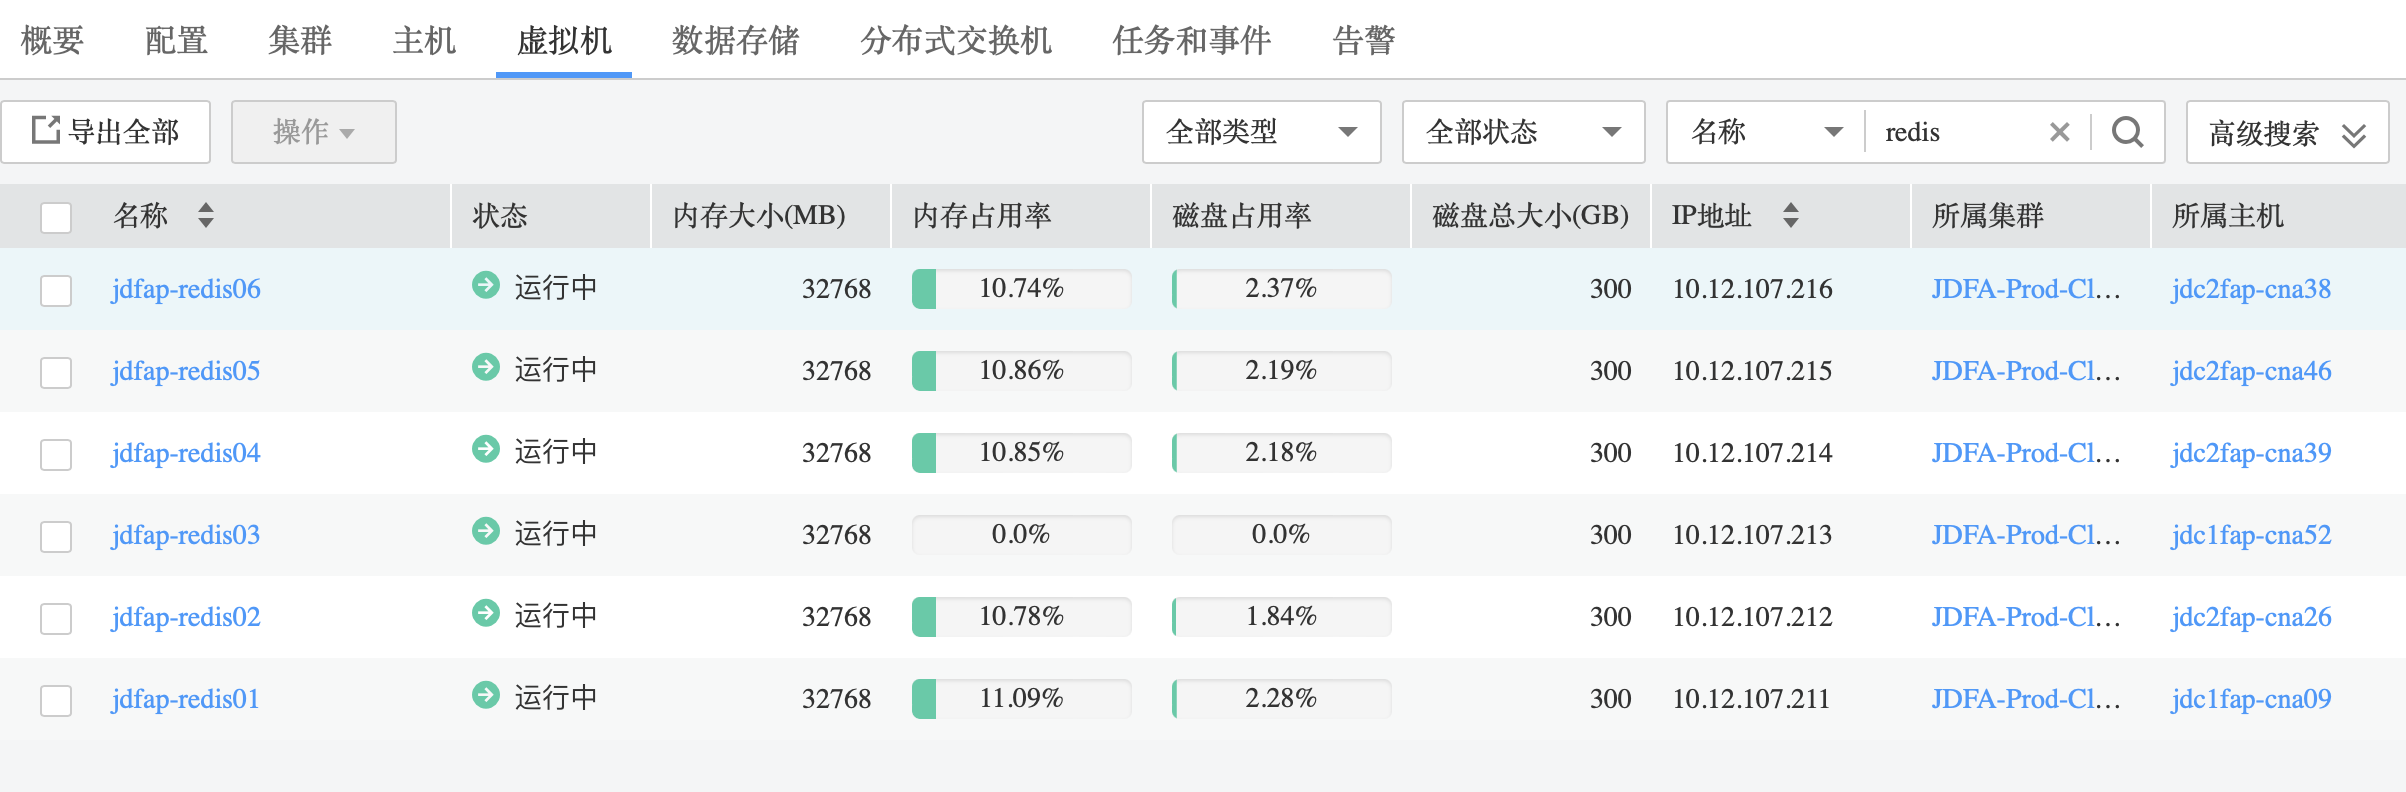 概要 配置 集群 主机 虚拟机 数据存储 分布式交换机 任务和事件 告警
导出全部 操作 全部类型 全部状态 名称 redis 高级搜索
名称 状态 内存大小(MB) 内存占用率 磁盘占用率 磁盘总大小(GB) IP地址 所属集群 所属主机
jdfap-redis06 运行中 32768 10.74% 2.37% 300 10.12.107.216 JDFA-Prod-Cl... jdc2fap-cna38
jdfap-redis05 运行中 32768 10.86% 2.19% 300 10.12.107.215 JDFA-Prod-Cl... jdc2fap-cna46
jdfap-redis04 运行中 32768 10.85% 2.18% 300 10.12.107.214 JDFA-Prod-Cl... jdc2fap-cna39
jdfap-redis03 运行中 32768 0.0% 0.0% 300 10.12.107.213 JDFA-Prod-Cl... jdc1fap-cna52
jdfap-redis02 运行中 32768 10.78% 1.84% 300 10.12.107.212 JDFA-Prod-Cl... jdc2fap-cna26
jdfap-redis01 运行中 32768 11.09% 2.28% 300 10.12.107.211 JDFA-Prod-Cl... jdc1fap-cna09